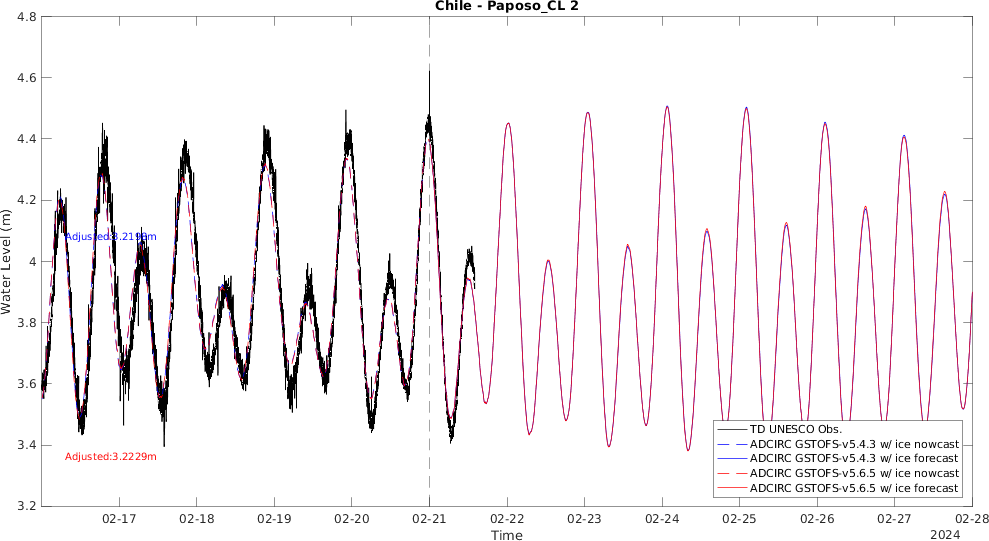 Chile - Paposo_CL 2
4.8
4.6
4.4
4.2
4
3.8
3.6
3.4
3.2
Water Level (m)
Adjusted:3.2198m
Adjusted:3.2229m
TD UNESCO Obs.
ADCIRC GSTOFS-v5.4.3 w/ ice nowcast
ADCIRC GSTOFS-v5.4.3 w/ ice forecast
ADCIRC GSTOFS-v5.6.5 w/ ice nowcast
ADCIRC GSTOFS-v5.6.5 w/ ice forecast
02-17 02-18 02-19 02-20 02-21 02-22 02-23 02-24 02-25 02-26 02-27 02-28
Time
2024